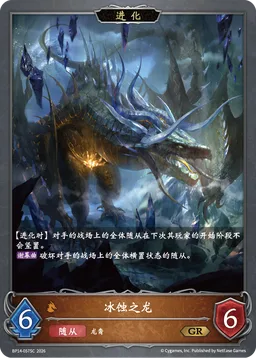 进化
【进化时】对手的战场上的全体随从在下次其玩家的开始阶段不
会竖置。
谢幕曲 破坏对手的战场上的全体横置状态的随从。
冰蚀之龙
6
随从
龙裔
GR
6
© Cygames, Inc. Published by NetEase Games